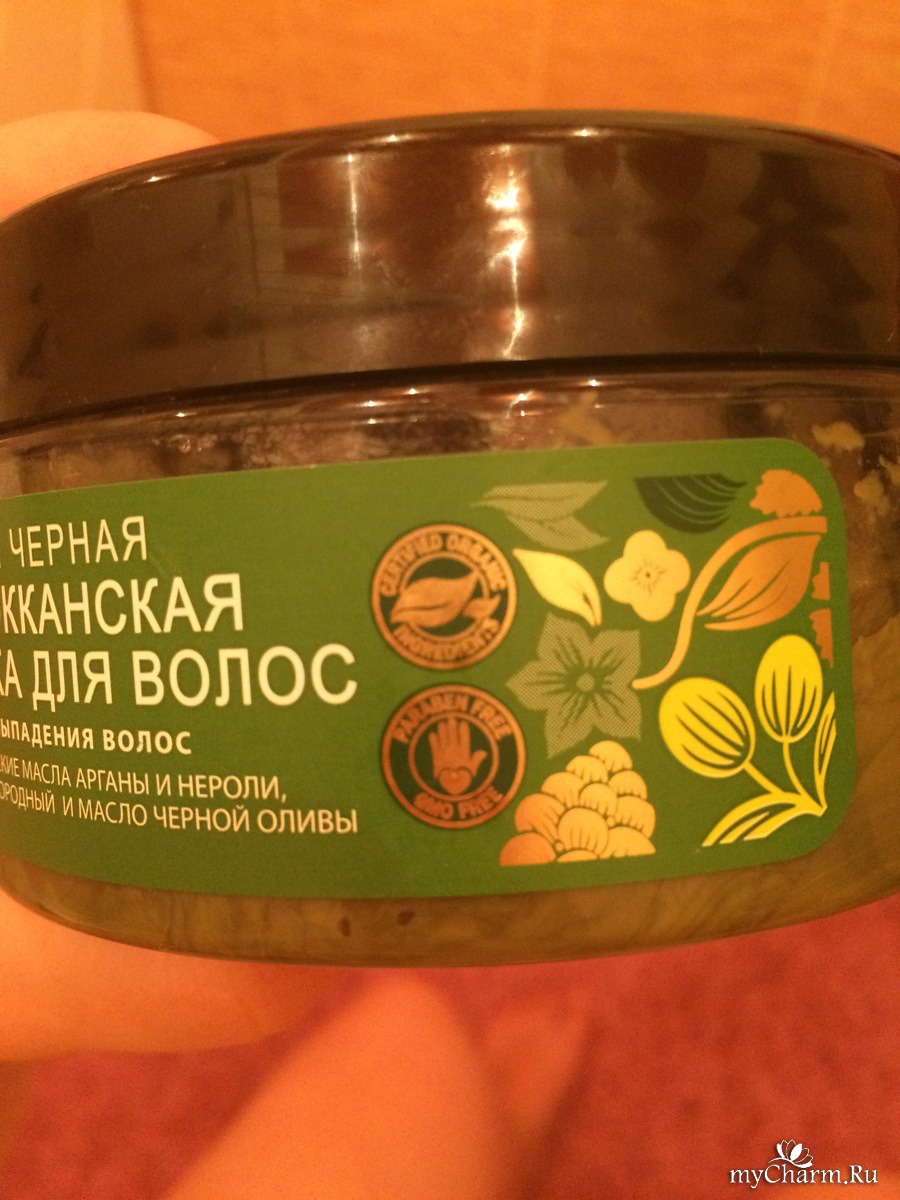 ЧЕРНАЯ
ККАНСКАЯ
КА ДЛЯ ВОЛОС
ЫПАДЕНИЯ ВОЛОС
КИЕ МАСЛА АРГАНЫ И НЕРОЛИ,
ОРОДНЫЙ И МАСЛО ЧЕРНОЙ ОЛИВЫ
CERTIFIED ORGANIC
INGREDIENTS
PARABEN FREE
GMO FREE
myCharm.Ru